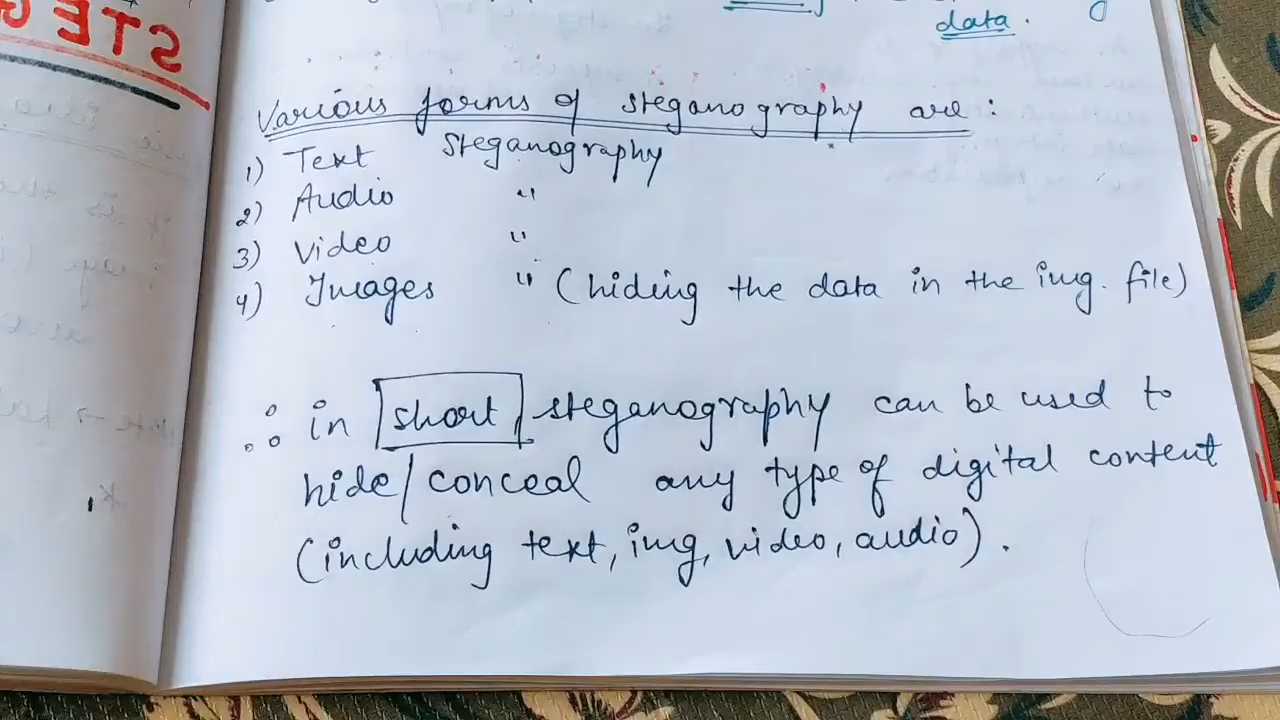 STEG
data.
Various forms of steganography are :
1) Text Steganography
2) Audio "
3) Video "
4) Images " (hiding the data in the img. file)
∴ in short, steganography can be used to
hide/conceal any type of digital content
(including text, img, video, audio).